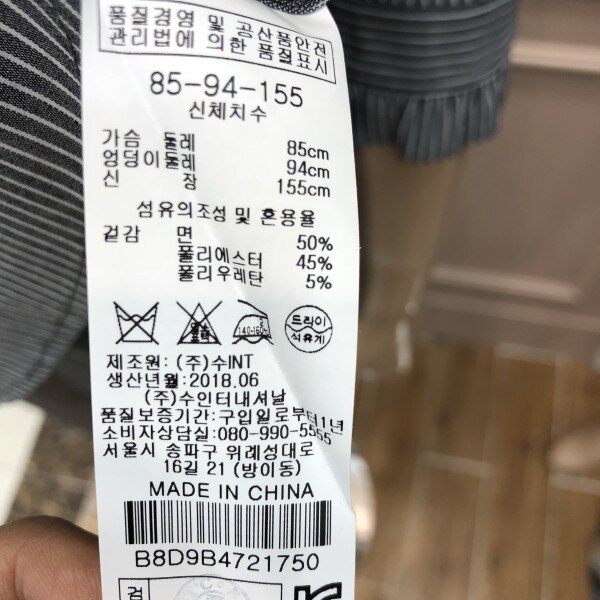 품질경영 및 공산품안전
관리법에 의한 품질표시
85-94-155
신체치수
가슴 둘레 85cm
엉덩이둘레 94cm
신 장 155cm
섬유의조성 및 혼용율
겉감 면 50%
폴리에스터 45%
폴리우레탄 5%
140-160℃
드라이
석유계
제조원: (주)수INT
생산년월:2018.06
(주)수인터내셔날
품질보증기간:구입일로부터1년
소비자상담실:080-990-5555
서울시 송파구 위례성대로
16길 21 (방이동)
MADE IN CHINA
B8D9B4721750
검